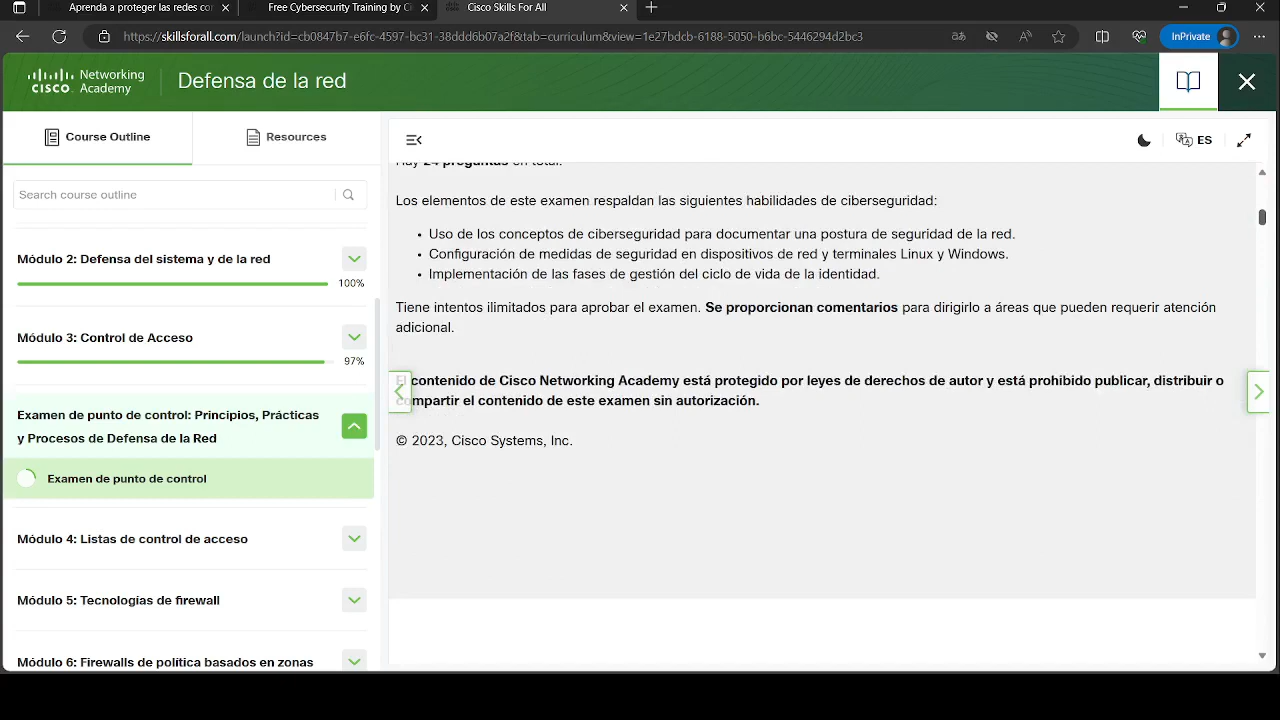 Aprenda a proteger las redes cor
Free Cybersecurity Training by Ci
Cisco Skills For All
https://skillsforall.com/launch?id=cb0847b7-e6fc-4597-bc31-38ddd6b07a2f&tab=curriculum&view=1e27bdcb-6188-5050-b6bc-5446294d2bc3
InPrivate
CISCO Networking Academy
Defensa de la red
Course Outline
Resources
ES
Search course outline
Módulo 2: Defensa del sistema y de la red
100%
Módulo 3: Control de Acceso
97%
Examen de punto de control: Principios, Prácticas
y Procesos de Defensa de la Red
Examen de punto de control
Módulo 4: Listas de control de acceso
Módulo 5: Tecnologías de firewall
Módulo 6: Firewalls de política basados en zonas
Hay 24 preguntas en total.
Los elementos de este examen respaldan las siguientes habilidades de ciberseguridad:
• Uso de los conceptos de ciberseguridad para documentar una postura de seguridad de la red.
• Configuración de medidas de seguridad en dispositivos de red y terminales Linux y Windows.
• Implementación de las fases de gestión del ciclo de vida de la identidad.
Tiene intentos ilimitados para aprobar el examen. Se proporcionan comentarios para dirigirlo a áreas que pueden requerir atención
adicional.
El contenido de Cisco Networking Academy está protegido por leyes de derechos de autor y está prohibido publicar, distribuir o
compartir el contenido de este examen sin autorización.
© 2023, Cisco Systems, Inc.